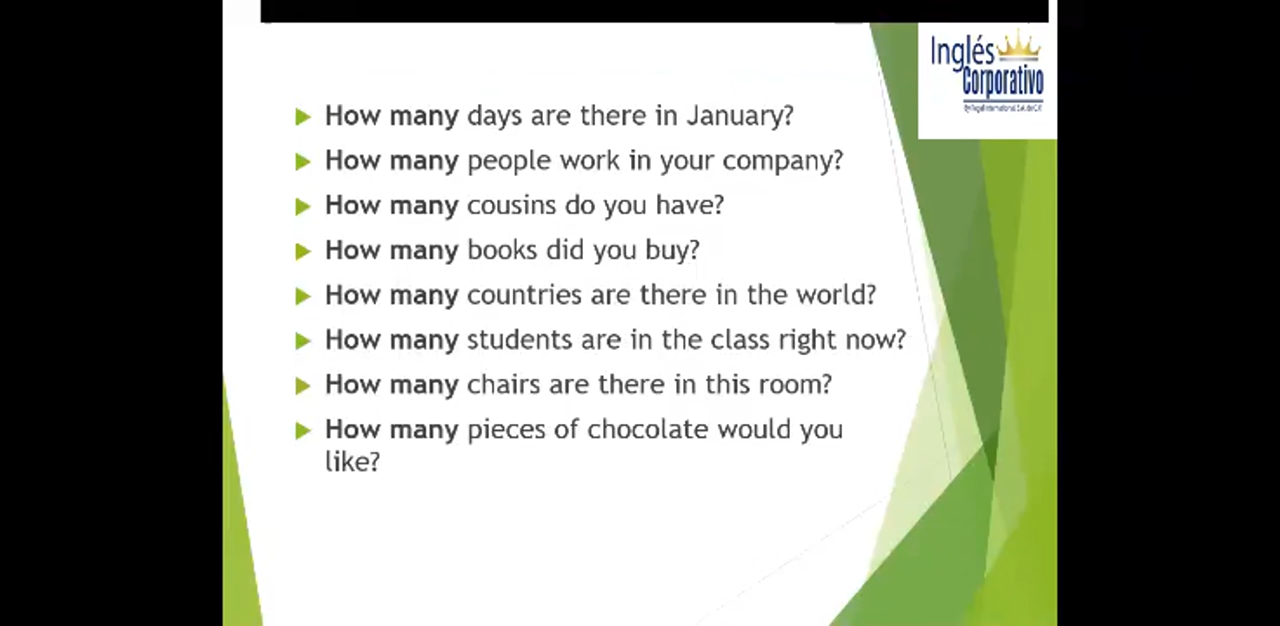 Inglés
Corporativo
How many days are there in January?
How many people work in your company?
How many cousins do you have?
How many books did you buy?
How many countries are there in the world?
How many students are in the class right now?
How many chairs are there in this room?
How many pieces of chocolate would you
like?